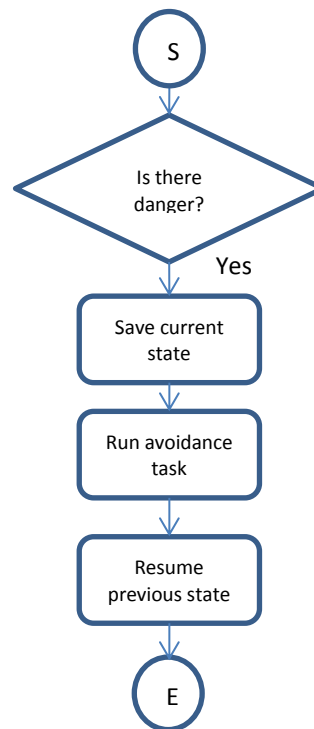 S
Is there
danger?
Yes
Save current
state
Run avoidance
task
Resume
previous state
E